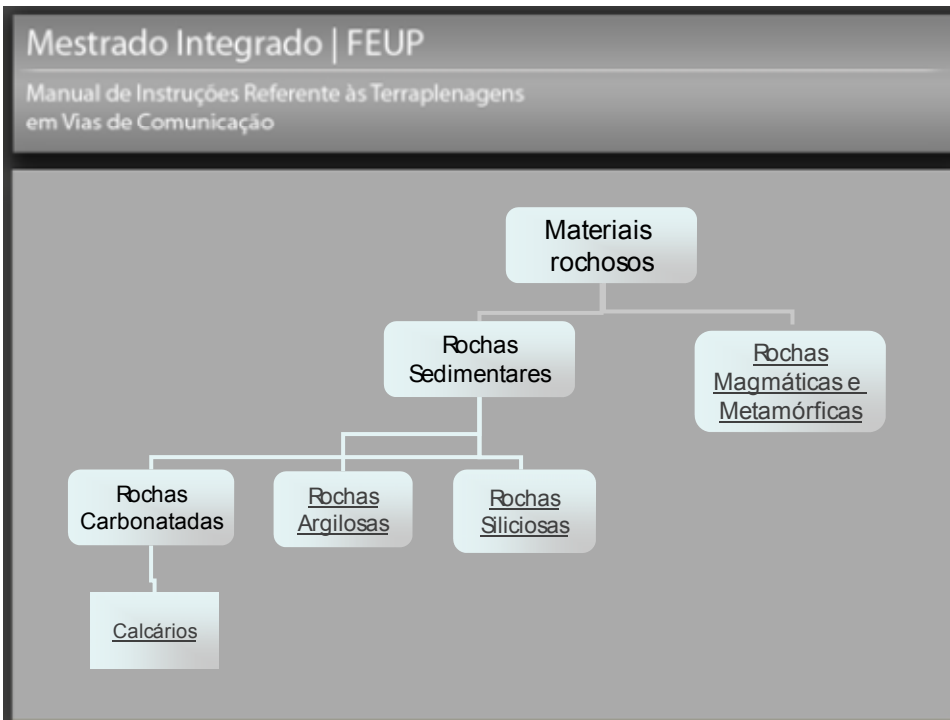 Mestrado Integrado | FEUP
Manual de Instruções Referente às Terraplenagens
em Vias de Comunicação
Materiais
rochosos
Rochas
Sedimentares
Rochas
Magmáticas e
Metamórficas
Rochas
Carbonatadas
Rochas
Argilosas
Rochas
Siliciosas
Calcários